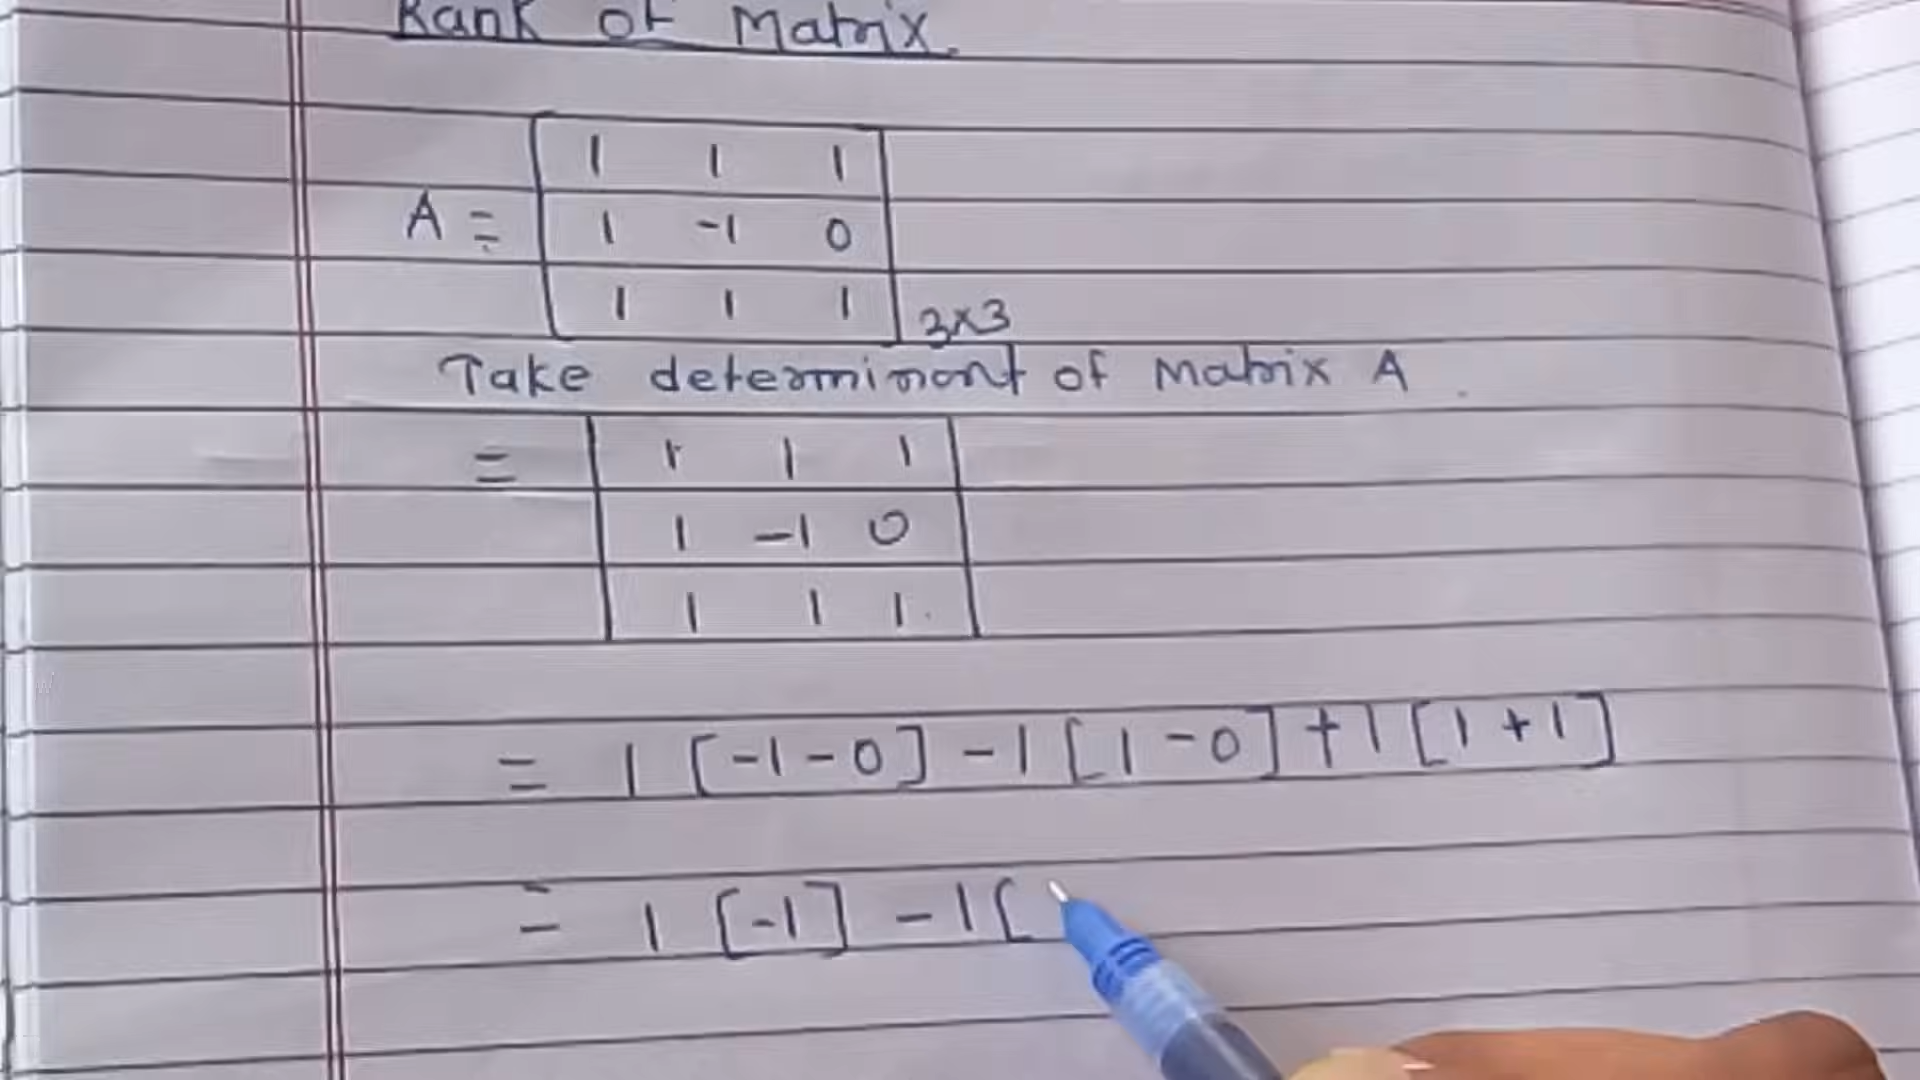 Rank of Matrix.
1 1 1
A = 1 -1 0
1 1 1 3x3
Take determinant of Matrix A
= 1 1 1
1 -1 0
1 1 1
= 1 [-1-0] -1 [1-0] +1 [1+1]
= 1 [-1] -1 [